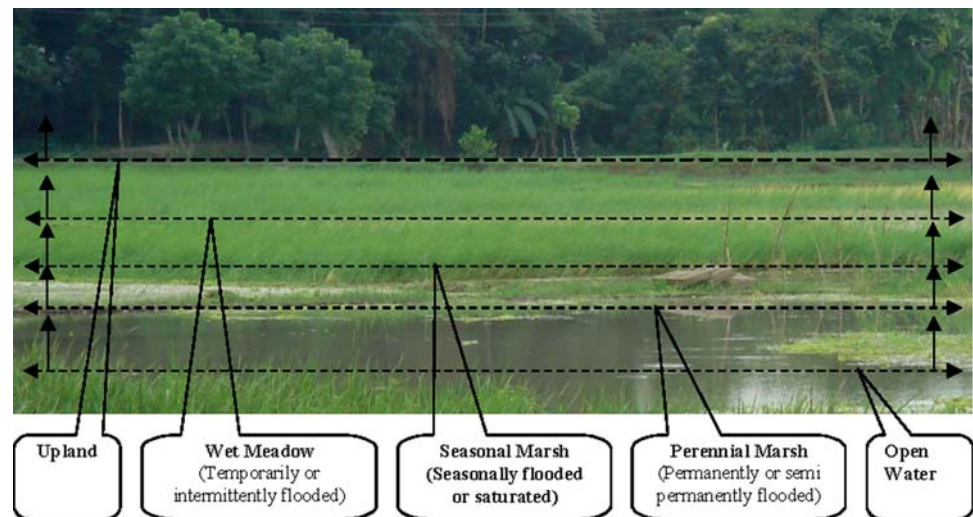 Upland
Wet Meadow
(Temporarily or
intermittently flooded)
Seasonal Marsh
(Seasonally flooded
or saturated)
Perennial Marsh
(Permanently or semi
permanently flooded)
Open
Water